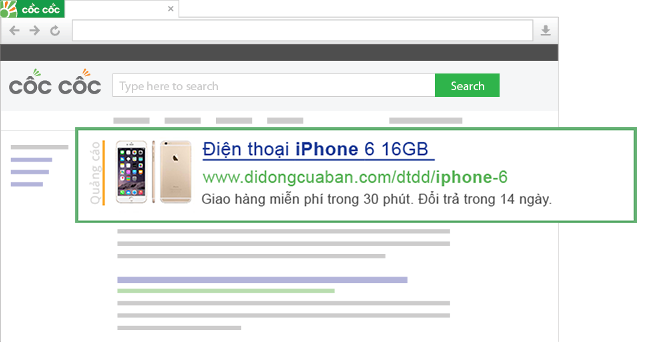 cốc cốc
cốc cốc
Type here to search
Search
Quảng cáo
Điện thoại iPhone 6 16GB
www.didongcuaban.com/dtdd/iphone-6
Giao hàng miễn phí trong 30 phút. Đổi trả trong 14 ngày.